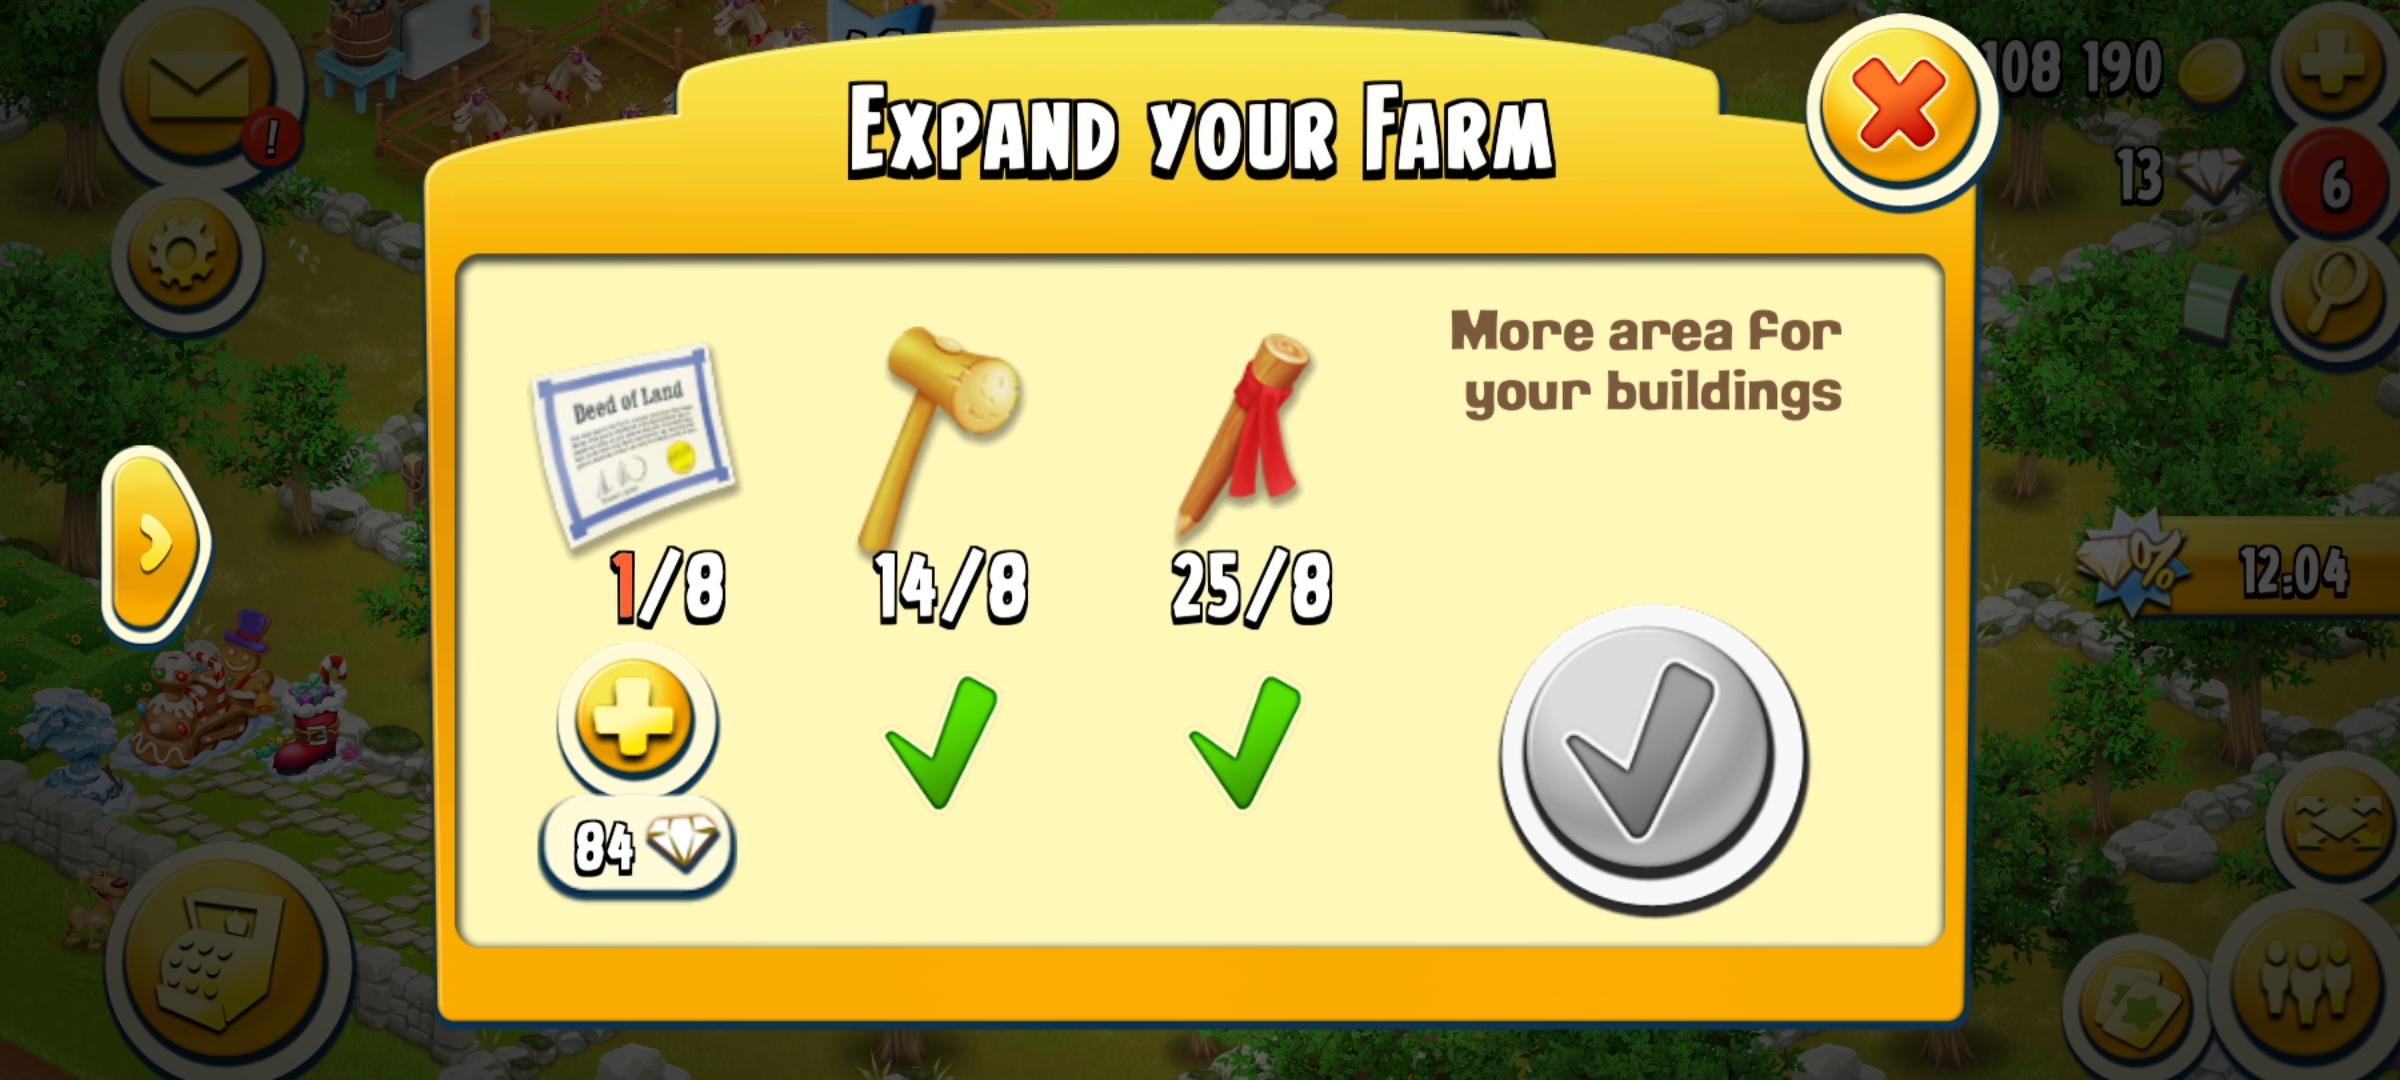 Expand your Farm
108 190
13
6
!
More area for
your buildings
Deed of Land
1/8
14/8
25/8
84
%
12:04